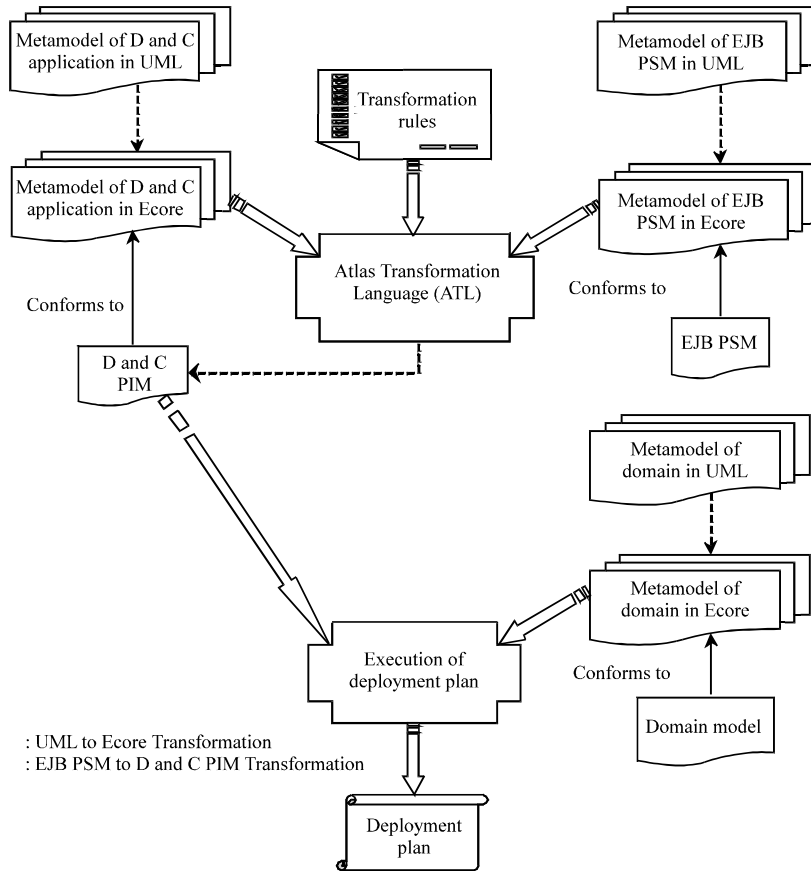 Metamodel of D and C
application in UML
Metamodel of EJB
PSM in UML
Transformation
rules
Metamodel of D and C
application in Ecore
Metamodel of EJB
PSM in Ecore
Atlas Transformation
Language (ATL)
Conforms to
Conforms to
D and C
PIM
EJB PSM
Metamodel of
domain in UML
Metamodel of
domain in Ecore
Execution of
deployment plan
Conforms to
Domain model
: UML to Ecore Transformation
: EJB PSM to D and C PIM Transformation
Deployment
plan